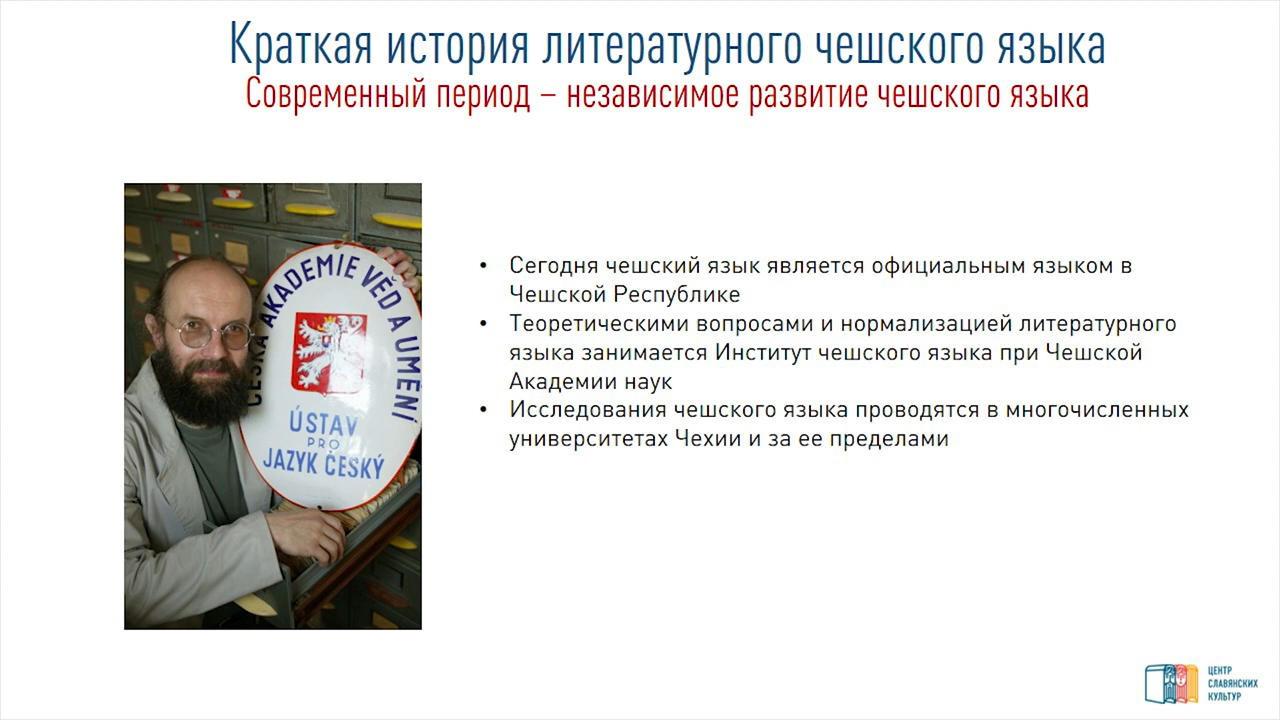 Краткая история литературного чешского языка
Современный период – независимое развитие чешского языка
ČESKÁ AKADEMIE VĚD A UMĚNÍ
ÚSTAV
PRO
JAZYK ČESKÝ
• Сегодня чешский язык является официальным языком в
Чешской Республике
• Теоретическими вопросами и нормализацией литературного
языка занимается Институт чешского языка при Чешской
Академии наук
• Исследования чешского языка проводятся в многочисленных
университетах Чехии и за ее пределами
ЦЕНТР
СЛАВЯНСКИХ
КУЛЬТУР